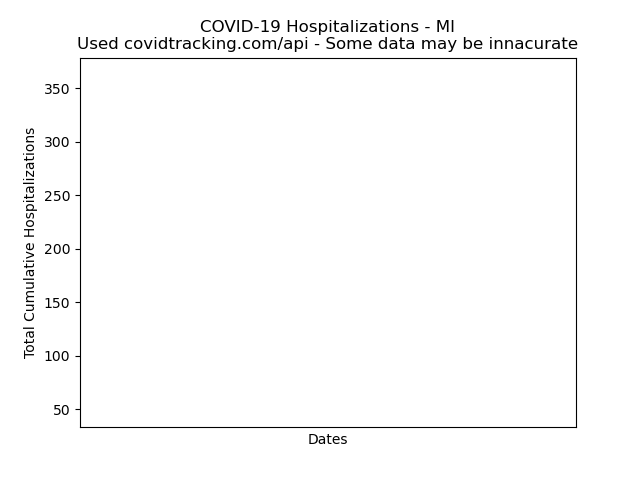 COVID-19 Hospitalizations - MI
Used covidtracking.com/api - Some data may be innacurate
Total Cumulative Hospitalizations
350
300
250
200
150
100
50
Dates